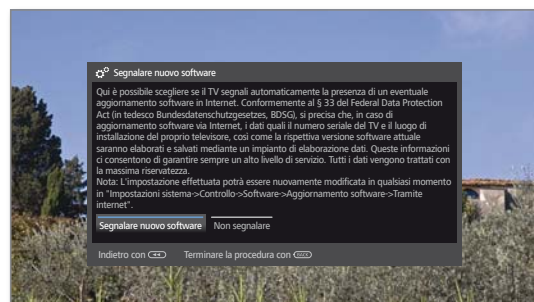 Segnalare nuovo software
Qui è possibile scegliere se il TV segnali automaticamente la presenza di un eventuale
aggiornamento software in Internet. Conformemente al § 33 del Federal Data Protection
Act (in tedesco Bundesdatenschutzgesetzes, BDSG), si precisa che, in caso di
aggiornamento software via Internet, i dati quali il numero seriale del TV e il luogo di
installazione del proprio televisore, così come la rispettiva versione software attuale
saranno elaborati e salvati mediante un impianto di elaborazione dati. Queste informazioni
ci consentono di garantire sempre un alto livello di servizio. Tutti i dati vengono trattati con
la massima riservatezza.
Nota: L'impostazione effettuata potrà essere nuovamente modificata in qualsiasi momento
in "Impostazioni sistema->Controllo->Software->Aggiornamento software->Tramite
internet".
Segnalare nuovo software Non segnalare
Indietro con Terminare la procedura con BACK